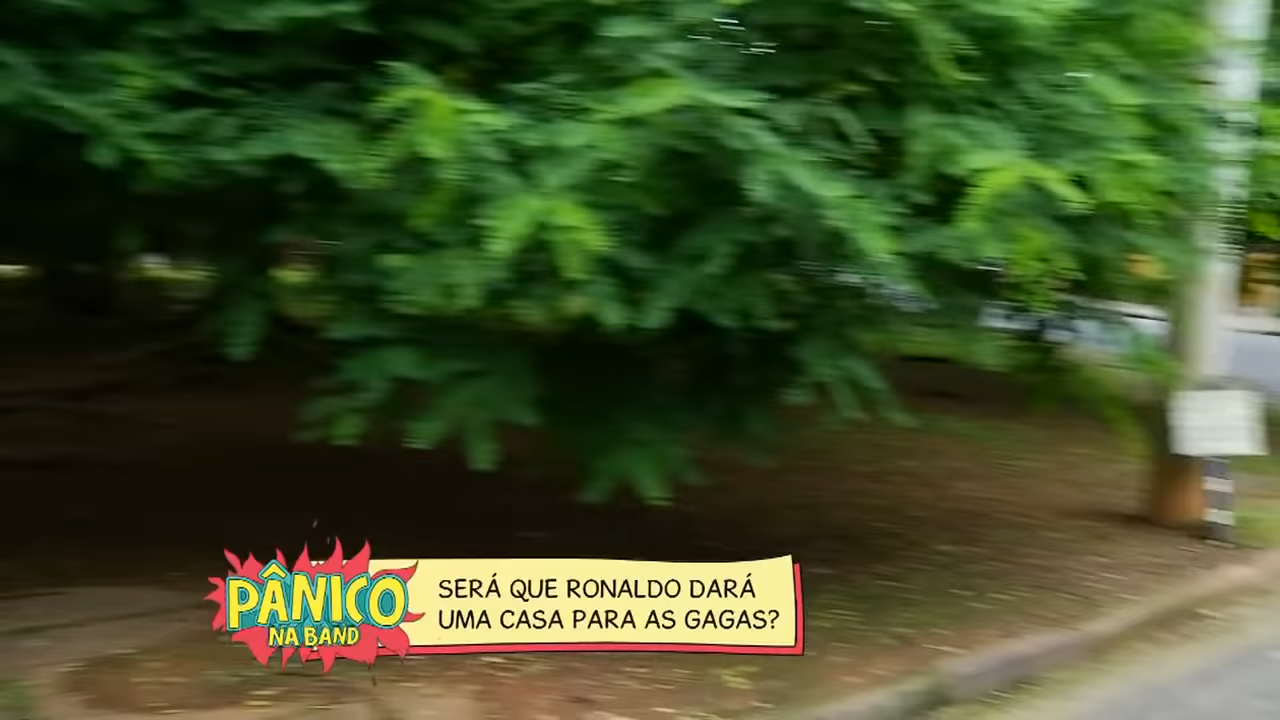 PÂNICO
NA BAND
SERÁ QUE RONALDO DARÁ
UMA CASA PARA AS GAGAS?